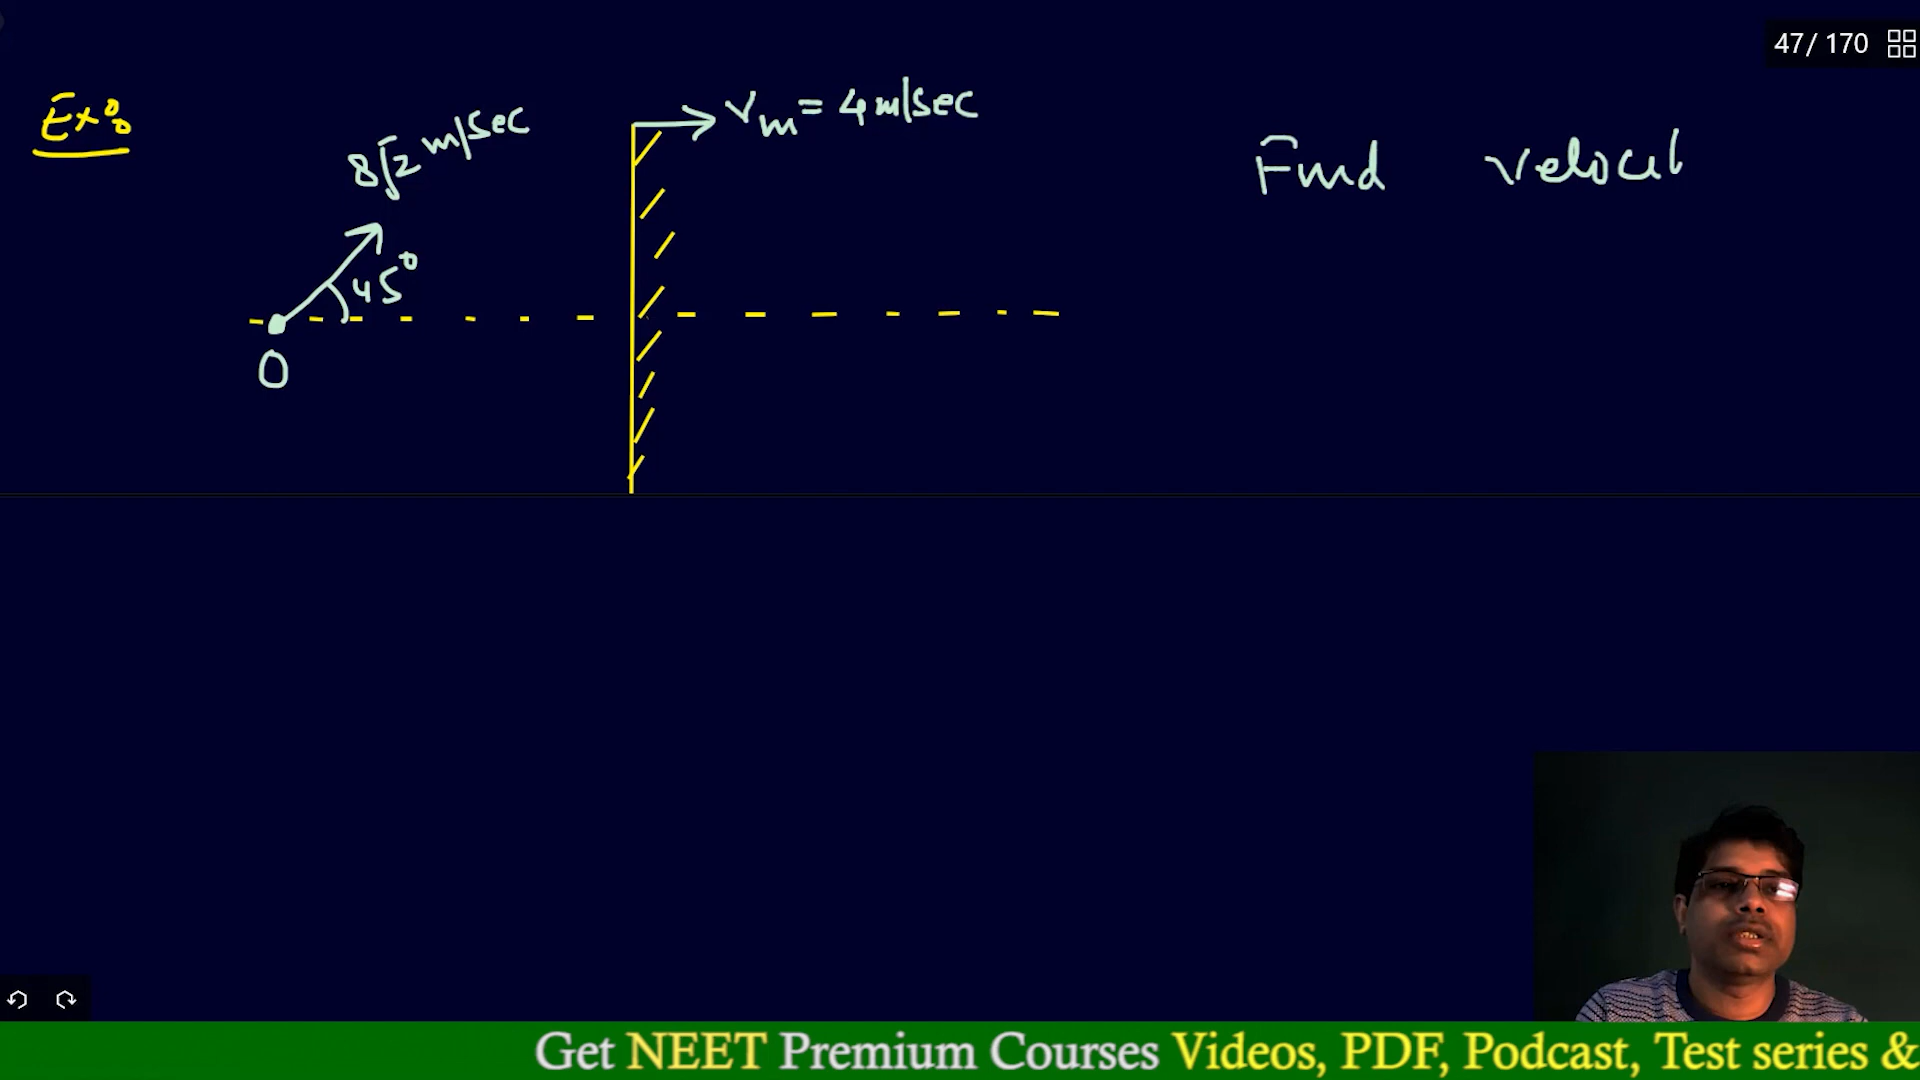 47/ 170
Ex:
8√2 m/sec
Vm = 4 m/sec
Find velocit
45°
O
Get NEET Premium Courses Videos, PDF, Podcast, Test series &